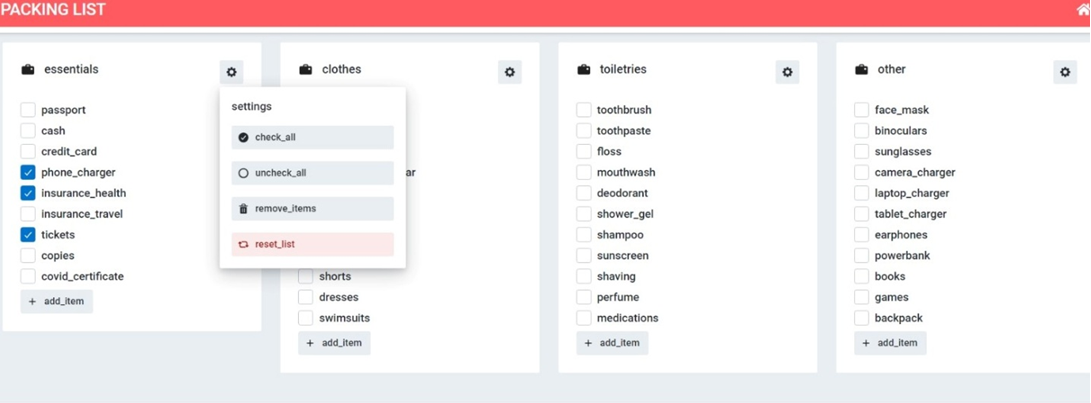 PACKING LIST
essentials
passport
cash
credit_card
phone_charger
insurance_health
insurance_travel
tickets
copies
covid_certificate
+ add_item
settings
check_all
uncheck_all
remove_items
reset_list
clothes
ar
shorts
dresses
swimsuits
+ add_item
toiletries
toothbrush
toothpaste
floss
mouthwash
deodorant
shower_gel
shampoo
sunscreen
shaving
perfume
medications
+ add_item
other
face_mask
binoculars
sunglasses
camera_charger
laptop_charger
tablet_charger
earphones
powerbank
books
games
backpack
+ add_item